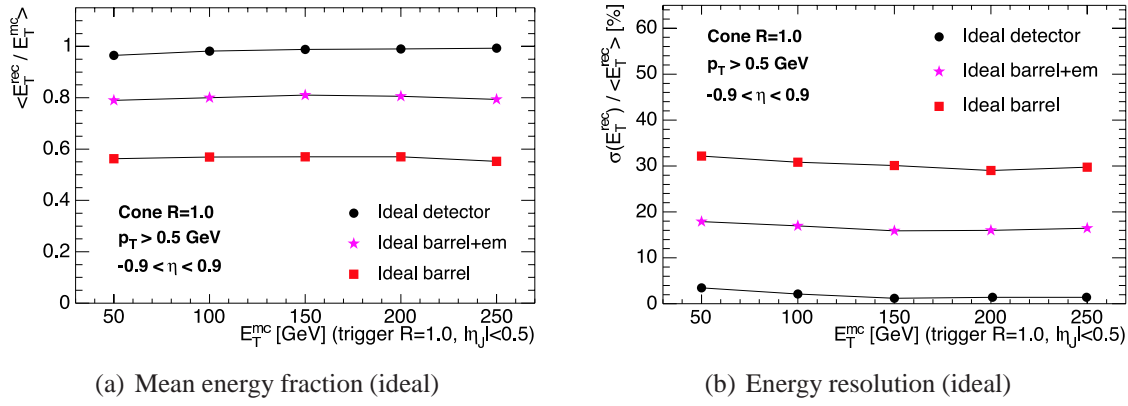 <E_T^rec / E_T^mc>
1
0.8
0.6
0.4
0.2
0
Cone R=1.0
p_T > 0.5 GeV
-0.9 < η < 0.9
Ideal detector
Ideal barrel+em
Ideal barrel
50 100 150 200 250
E_T^mc [GeV] (trigger R=1.0, |η_J|<0.5)
(a) Mean energy fraction (ideal)
σ(E_T^rec) / <E_T^rec> [%]
60
50
40
30
20
10
0
Cone R=1.0
p_T > 0.5 GeV
-0.9 < η < 0.9
Ideal detector
Ideal barrel+em
Ideal barrel
50 100 150 200 250
E_T^mc [GeV] (trigger R=1.0, |η_J|<0.5)
(b) Energy resolution (ideal)